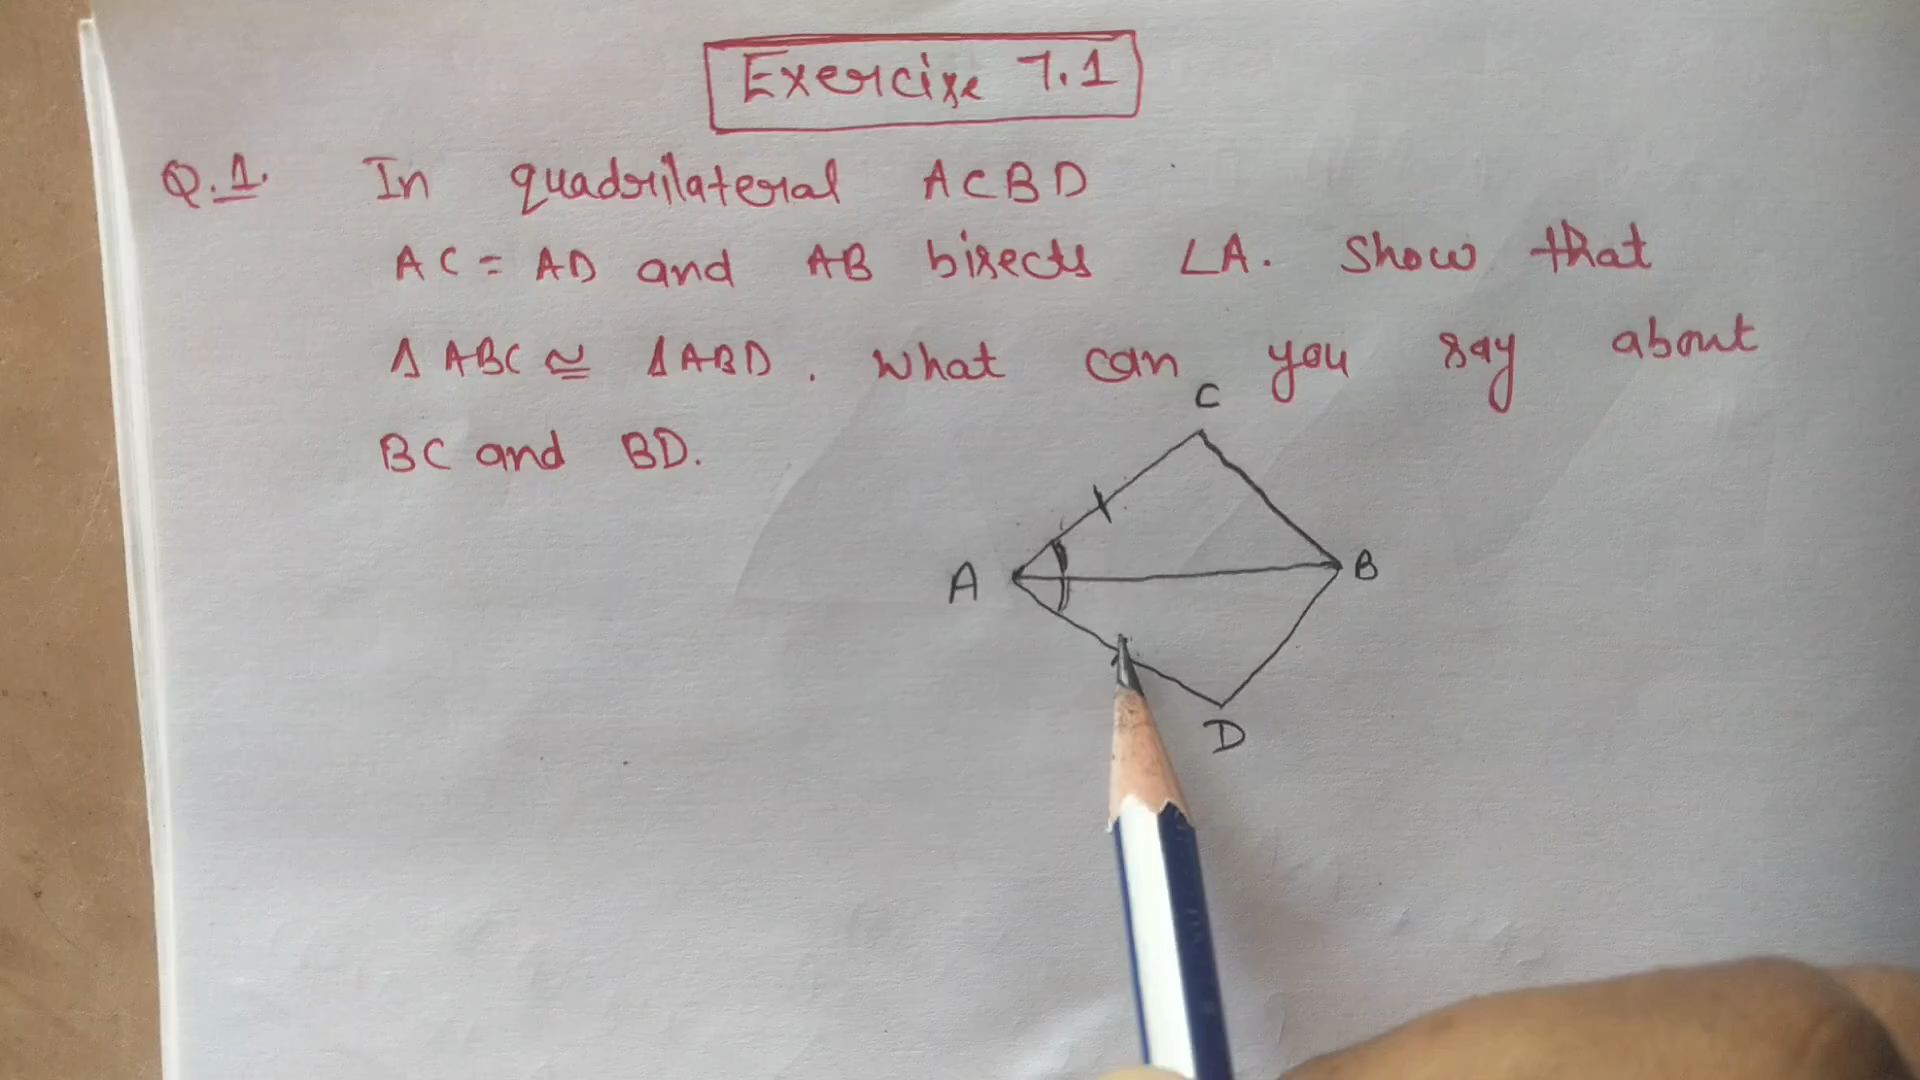 Exercise 7.1
Q.1. In quadrilateral ACBD
AC = AD and AB bisects ∠A. Show that
Δ ABC ≅ Δ ABD. What can you say about
BC and BD.
C
A
B
D